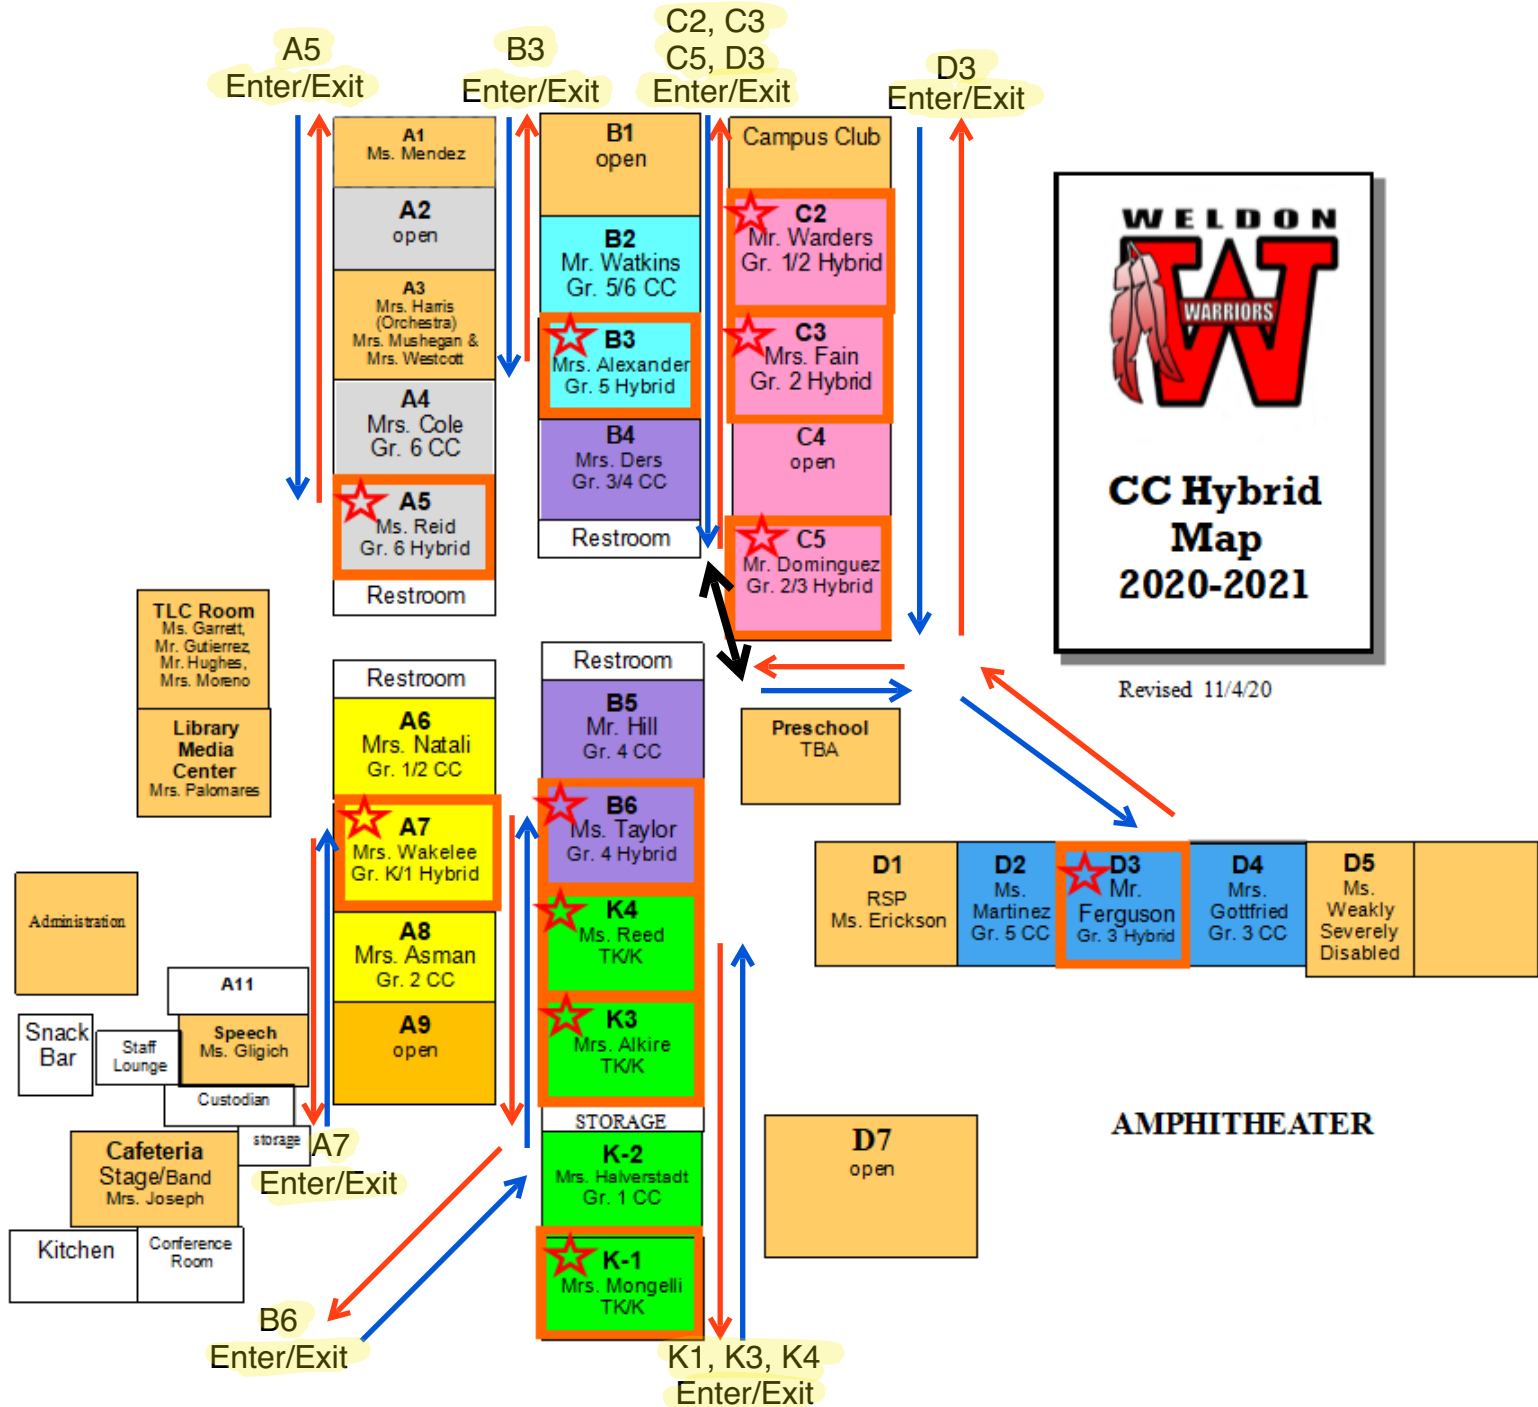 A5
Enter/Exit
B3
Enter/Exit
C2, C3
C5, D3
Enter/Exit
D3
Enter/Exit
A1
Ms. Mendez
A2
open
A3
Mrs. Harris
(Orchestra)
Mrs. Mushegan &
Mrs. Westcott
A4
Mrs. Cole
Gr. 6 CC
A5
Ms. Reid
Gr. 6 Hybrid
Restroom
B1
open
B2
Mr. Watkins
Gr. 5/6 CC
B3
Mrs. Alexander
Gr. 5 Hybrid
B4
Mrs. Ders
Gr. 3/4 CC
Restroom
Campus Club
C2
Mr. Warders
Gr. 1/2 Hybrid
C3
Mrs. Fain
Gr. 2 Hybrid
C4
open
C5
Mr. Dominguez
Gr. 2/3 Hybrid
WELDON
W
WARRIORS
CC Hybrid
Map
2020-2021
Revised 11/4/20
TLC Room
Ms. Garrett,
Mr. Gutierrez,
Mr. Hughes,
Mrs. Moreno
Library
Media
Center
Mrs. Palomares
Restroom
A6
Mrs. Natali
Gr. 1/2 CC
A7
Mrs. Wakelee
Gr. K/1 Hybrid
A8
Mrs. Asman
Gr. 2 CC
A9
open
Restroom
B5
Mr. Hill
Gr. 4 CC
B6
Ms. Taylor
Gr. 4 Hybrid
K4
Ms. Reed
TK/K
K3
Mrs. Alkire
TK/K
STORAGE
K-2
Mrs. Halverstadt
Gr. 1 CC
K-1
Mrs. Mongelli
TK/K
Preschool
TBA
D1
RSP
Ms. Erickson
D2
Ms.
Martinez
Gr. 5 CC
D3
Mr.
Ferguson
Gr. 3 Hybrid
D4
Mrs.
Gottfried
Gr. 3 CC
D5
Ms.
Weakly
Severely
Disabled
Administration
A11
Snack
Bar
Staff
Lounge
Speech
Ms. Gligich
Custodian
storage
Cafeteria
Stage/Band
Mrs. Joseph
Kitchen
Conference
Room
A7
Enter/Exit
B6
Enter/Exit
K1, K3, K4
Enter/Exit
D7
open
AMPHITHEATER